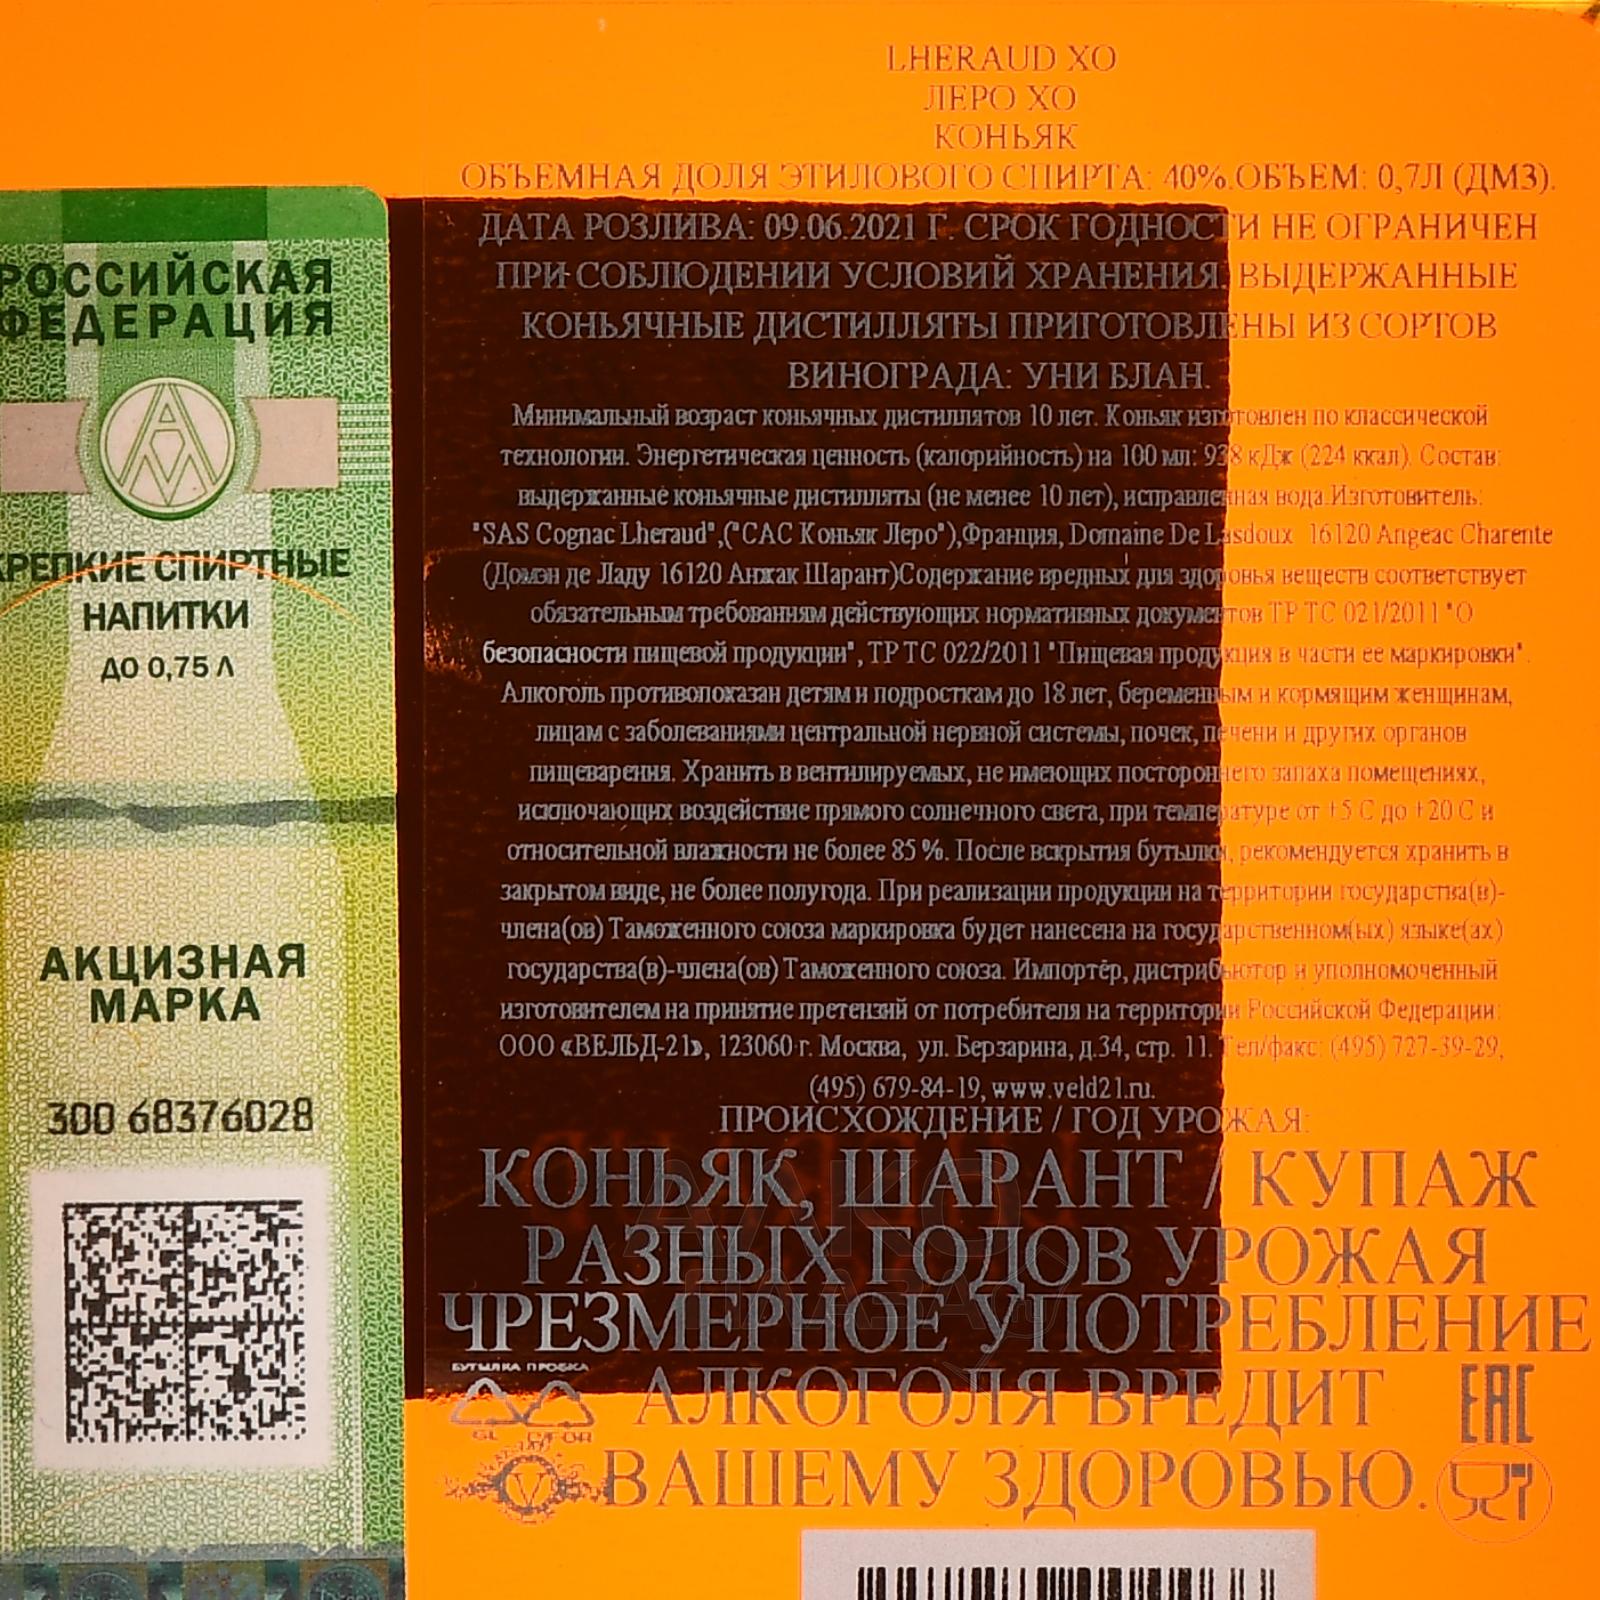 LHERAUD XO
ЛЕРО ХО
КОНЬЯК
ОБЪЕМНАЯ ДОЛЯ ЭТИЛОВОГО СПИРТА: 40%.ОБЪЕМ: 0,7Л (ДМ3).
ДАТА РОЗЛИВА: 09.06.2021 Г. СРОК ГОДНОСТИ НЕ ОГРАНИЧЕН
ПРИ СОБЛЮДЕНИИ УСЛОВИЙ ХРАНЕНИЯ. ВЫДЕРЖАННЫЕ
КОНЬЯЧНЫЕ ДИСТИЛЛЯТЫ ПРИГОТОВЛЕНЫ ИЗ СОРТОВ
ВИНОГРАДА: УНИ БЛАН.
Минимальный возраст коньячных дистиллятов 10 лет. Коньяк изготовлен по классической
технологии. Энергетическая ценность (калорийность) на 100 мл: 938 кДж (224 ккал). Состав:
выдержанные коньячные дистилляты (не менее 10 лет), исправленная вода.Изготовитель:
"SAS Cognac Lheraud",("САС Коньяк Леро"),Франция, Domaine De Lasdoux 16120 Angeac Charente
(Домэн де Ладу 16120 Анжак Шарант)Содержание вредных для здоровья веществ соответствует
обязательным требованиям действующих нормативных документов ТР ТС 021/2011 "О
безопасности пищевой продукции", ТР ТС 022/2011 "Пищевая продукция в части ее маркировки".
Алкоголь противопоказан детям и подросткам до 18 лет, беременным и кормящим женщинам,
лицам с заболеваниями центральной нервной системы, почек, печени и других органов
пищеварения. Хранить в вентилируемых, не имеющих постороннего запаха помещениях,
исключающих воздействие прямого солнечного света, при температуре от +5 С до +20 С и
относительной влажности не более 85 %. После вскрытия бутылки, рекомендуется хранить в
закрытом виде, не более полугода. При реализации продукции на территории государства(в)-
члена(ов) Таможенного союза маркировка будет нанесена на государственном(ых) языке(ах)
государства(в)-члена(ов) Таможенного союза. Импортёр, дистрибьютор и уполномоченный
изготовителем на принятие претензий от потребителя на территории Российской Федерации:
ООО «ВЕЛЬД-21», 123060 г. Москва, ул. Берзарина, д.34, стр. 11. Тел/факс: (495) 727-39-29,
(495) 679-84-19, www.veld21.ru.
ПРОИСХОЖДЕНИЕ / ГОД УРОЖАЯ:
КОНЬЯК, ШАРАНТ / КУПАЖ
РАЗНЫХ ГОДОВ УРОЖАЯ
ЧРЕЗМЕРНОЕ УПОТРЕБЛЕНИЕ
АЛКОГОЛЯ ВРЕДИТ
ВАШЕМУ ЗДОРОВЬЮ.
БУТЫЛКА ПРОБКА
GL C/FOR
V
EAC
АЛКО
ПЛАЗА.ru
РОССИЙСКАЯ
ФЕДЕРАЦИЯ
АМ
КРЕПКИЕ СПИРТНЫЕ
НАПИТКИ
ДО 0,75 Л
АКЦИЗНАЯ
МАРКА
300 68376028